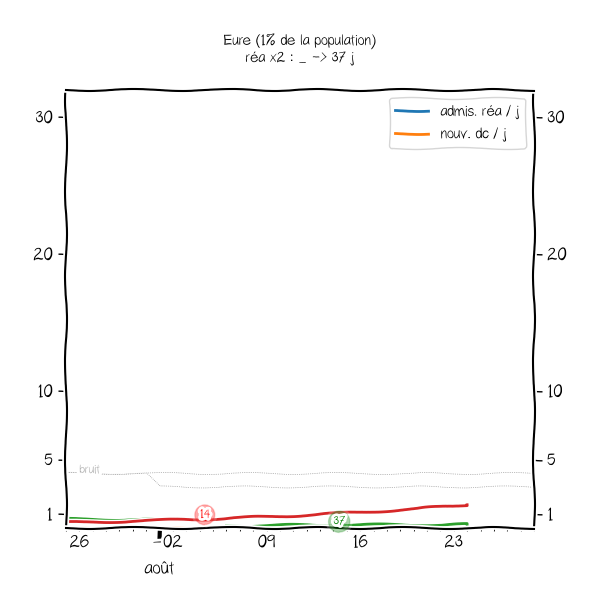 Eure (1% de la population)
réa x2 : _ -> 37 j
admis. réa / j
nouv. dc / j
30
30
20
20
10
10
5
5
bruit
1
1
14
37
26
02
09
16
23
août